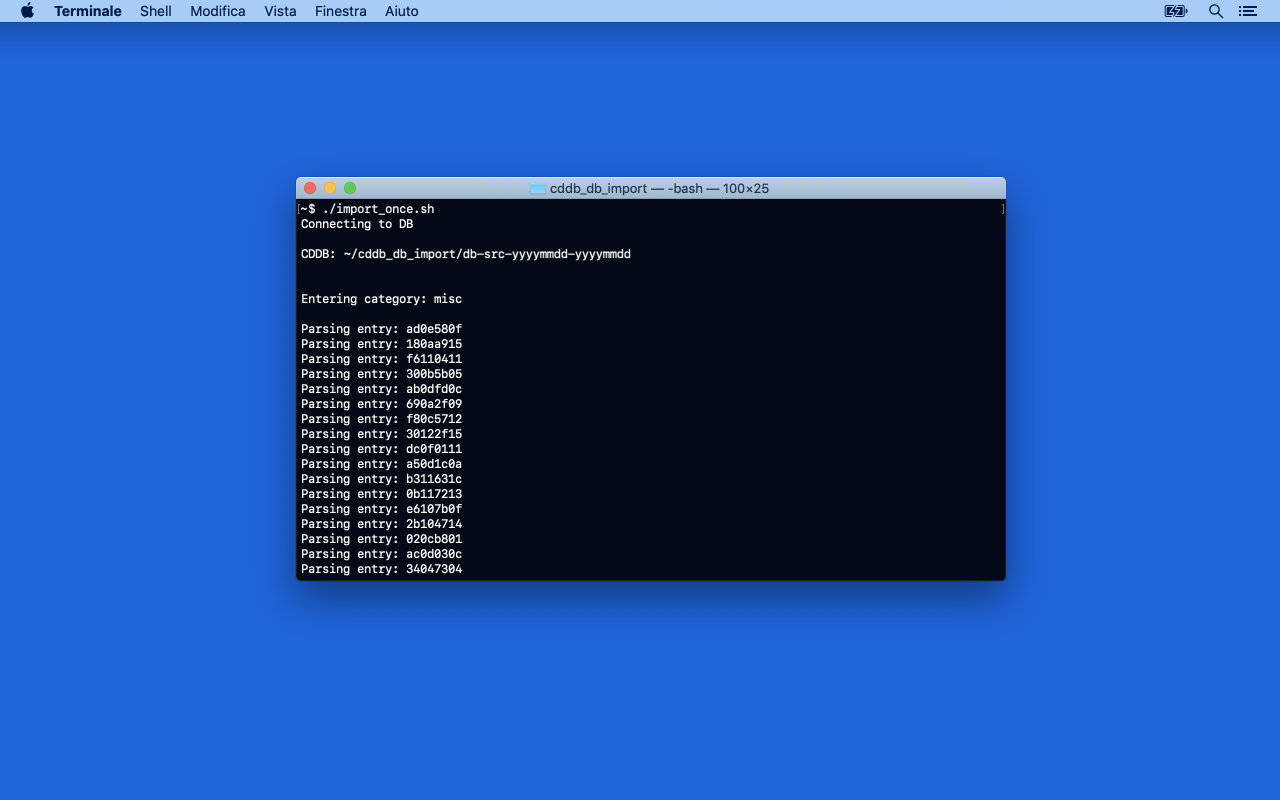 Terminale Shell Modifica Vista Finestra Aiuto
cddb_db_import — -bash — 100×25
[~$ ./import_once.sh ]
Connecting to DB
CDDB: ~/cddb_db_import/db-src-yyyymmdd-yyyymmdd
Entering category: misc
Parsing entry: ad0e580f
Parsing entry: 180aa915
Parsing entry: f6110411
Parsing entry: 300b5b05
Parsing entry: ab0dfd0c
Parsing entry: 690a2f09
Parsing entry: f80c5712
Parsing entry: 30122f15
Parsing entry: dc0f0111
Parsing entry: a50d1c0a
Parsing entry: b311631c
Parsing entry: 0b117213
Parsing entry: e6107b0f
Parsing entry: 2b104714
Parsing entry: 020cb801
Parsing entry: ac0d030c
Parsing entry: 34047304